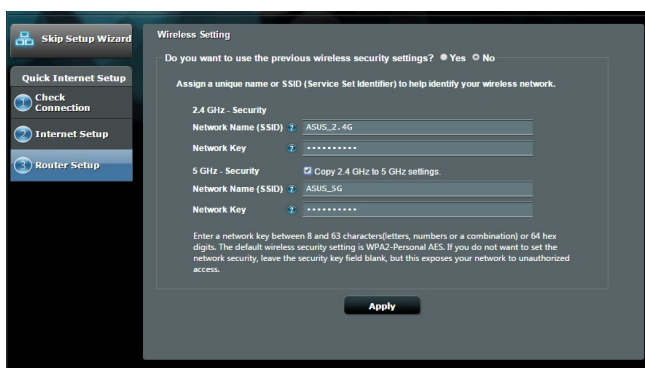 Skip Setup Wizard
Quick Internet Setup
1 Check
Connection
2 Internet Setup
3 Router Setup
Wireless Setting
Do you want to use the previous wireless security settings? Yes No
Assign a unique name or SSID (Service Set Identifier) to help identify your wireless network.
2.4 GHz - Security
Network Name (SSID) ? ASUS_2.4G
Network Key ? ••••••••••
5 GHz - Security Copy 2.4 GHz to 5 GHz settings.
Network Name (SSID) ? ASUS_5G
Network Key ? ••••••••••
Enter a network key between 8 and 63 characters(letters, numbers or a combination) or 64 hex
digits. The default wireless security setting is WPA2-Personal AES. If you do not want to set the
network security, leave the security key field blank, but this exposes your network to unauthorized
access.
Apply